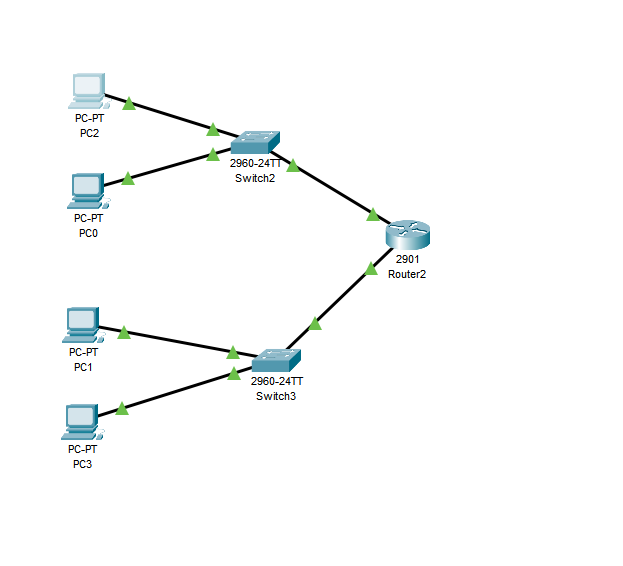 PC-PT
PC2
2960-24TT
Switch2
PC-PT
PC0
2901
Router2
PC-PT
PC1
2960-24TT
Switch3
PC-PT
PC3